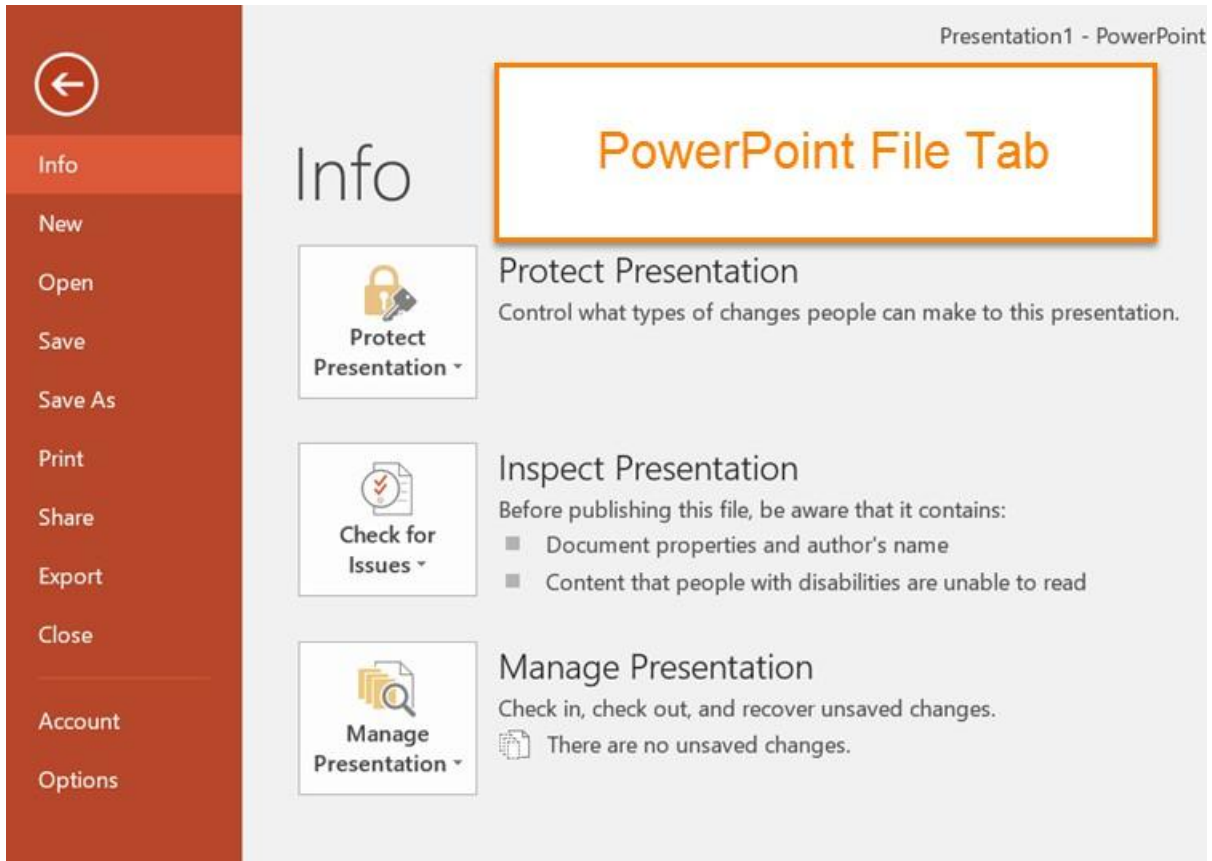 Presentation1 - PowerPoint
PowerPoint File Tab
Info
New
Open
Save
Save As
Print
Share
Export
Close
Account
Options
Info
Protect
Presentation
Protect Presentation
Control what types of changes people can make to this presentation.
Check for
Issues
Inspect Presentation
Before publishing this file, be aware that it contains:
Document properties and author's name
Content that people with disabilities are unable to read
Manage
Presentation
Manage Presentation
Check in, check out, and recover unsaved changes.
There are no unsaved changes.